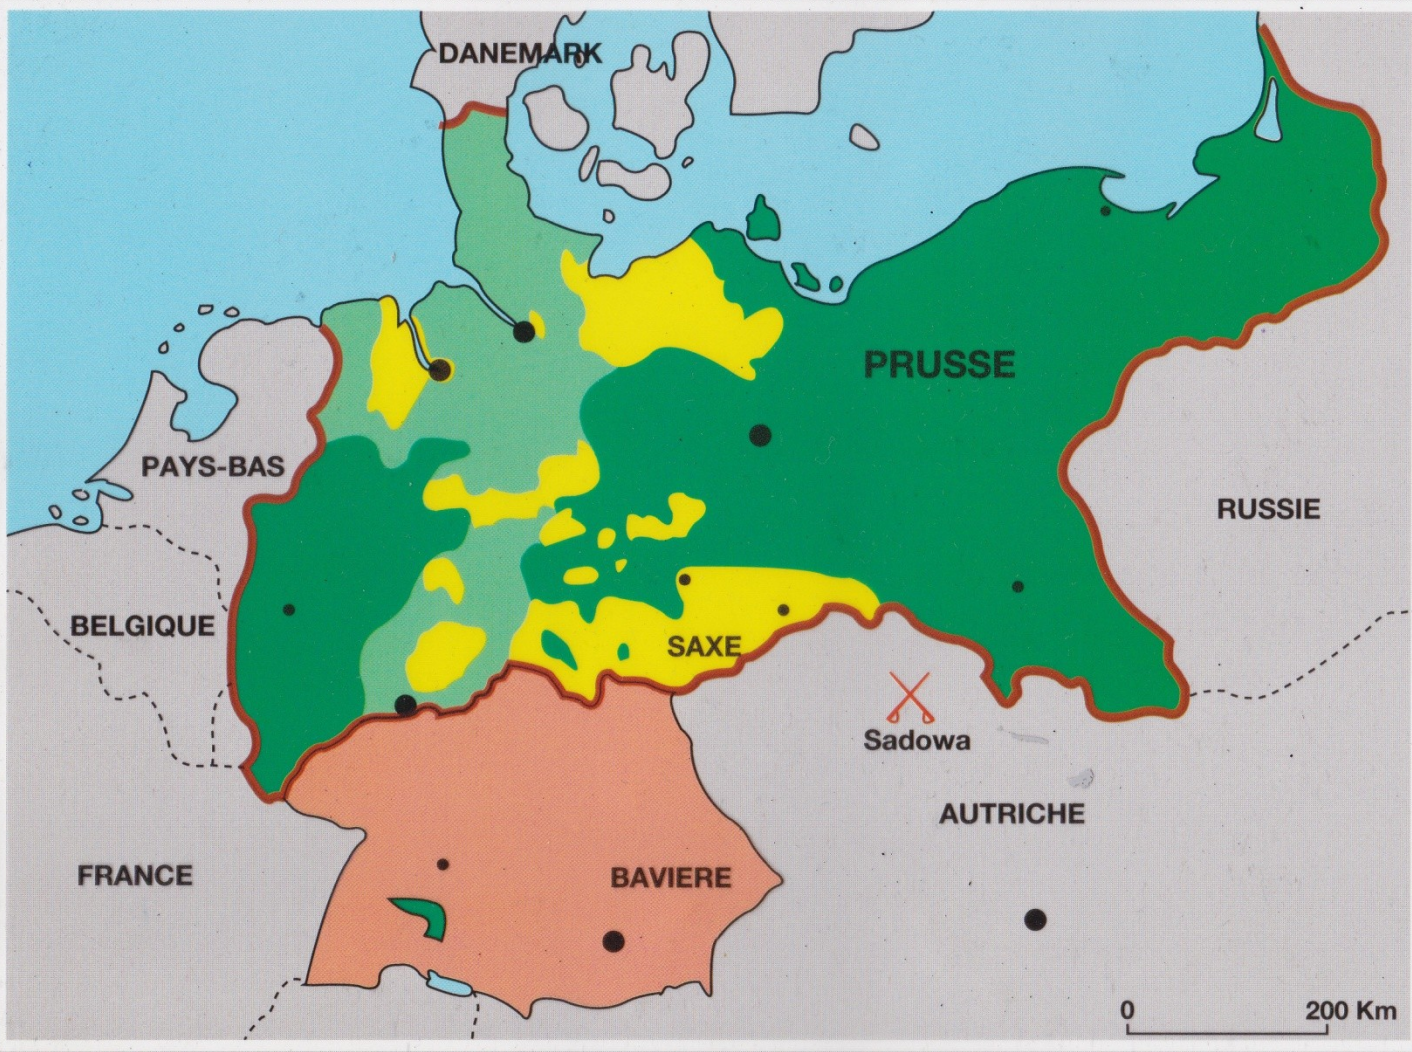 DANEMARK
PRUSSE
PAYS-BAS
RUSSIE
BELGIQUE
SAXE
Sadowa
AUTRICHE
FRANCE
BAVIERE
0 200 Km